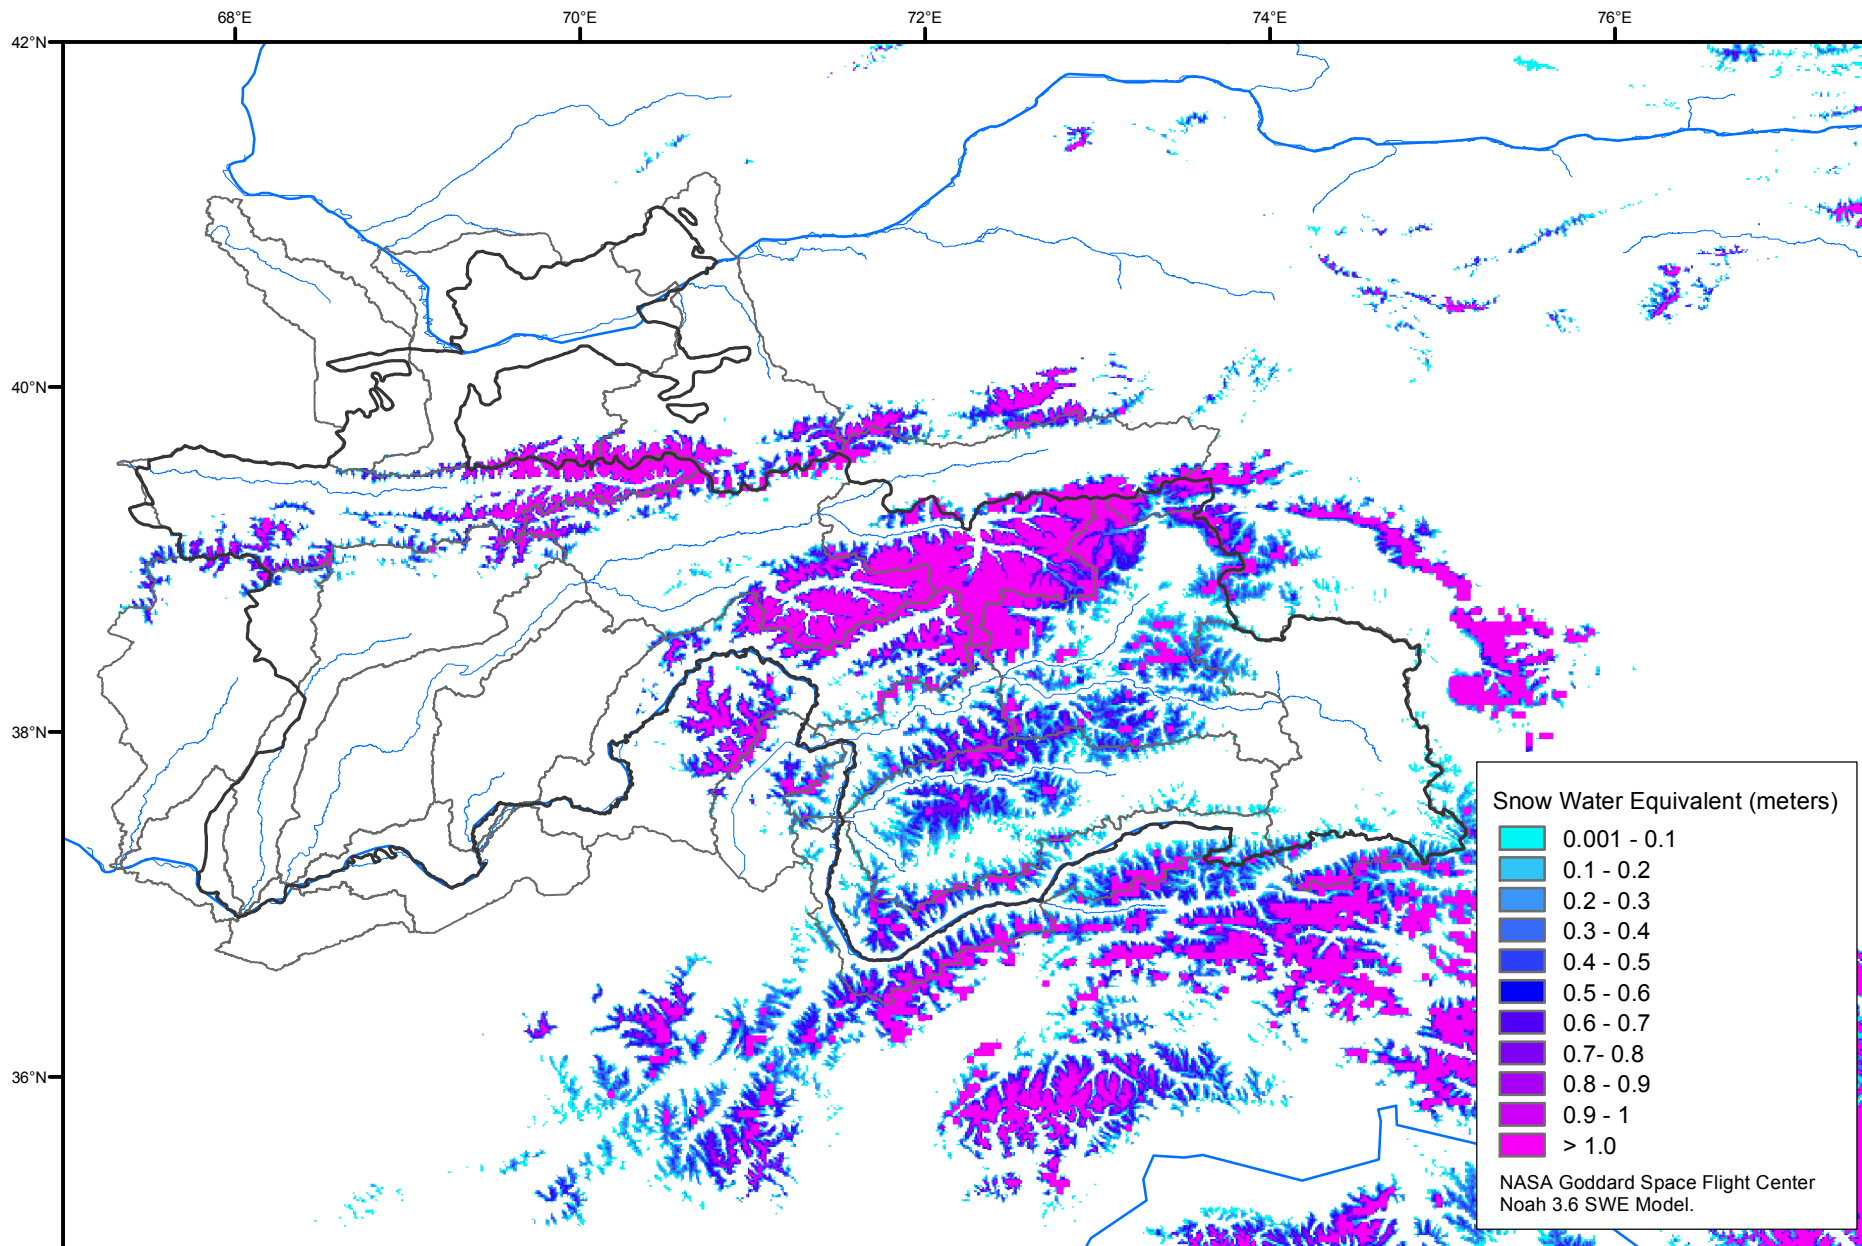 68°E
70°E
72°E
74°E
76°E
42°N
40°N
38°N
36°N
Snow Water Equivalent (meters)
0.001 - 0.1
0.1 - 0.2
0.2 - 0.3
0.3 - 0.4
0.4 - 0.5
0.5 - 0.6
0.6 - 0.7
0.7- 0.8
0.8 - 0.9
0.9 - 1
> 1.0
NASA Goddard Space Flight Center
Noah 3.6 SWE Model.